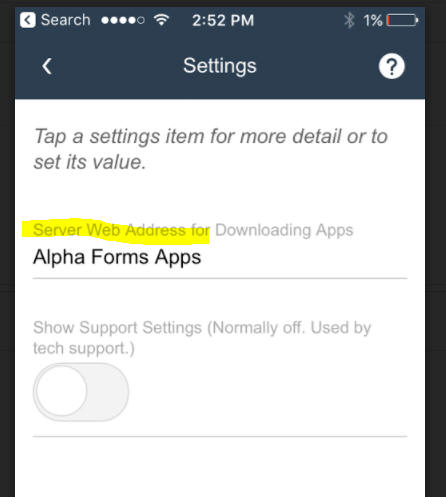 Search 2:52 PM 1%
Settings ?
Tap a settings item for more detail or to
set its value.
Server Web Address for Downloading Apps
Alpha Forms Apps
Show Support Settings (Normally off. Used by
tech support.)